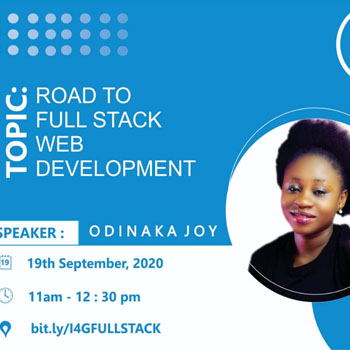 TOPIC:
ROAD TO
FULL STACK
WEB
DEVELOPMENT
SPEAKER :
ODINAKA JOY
19
19th September, 2020
11am - 12 : 30 pm
bit.ly/I4GFULLSTACK